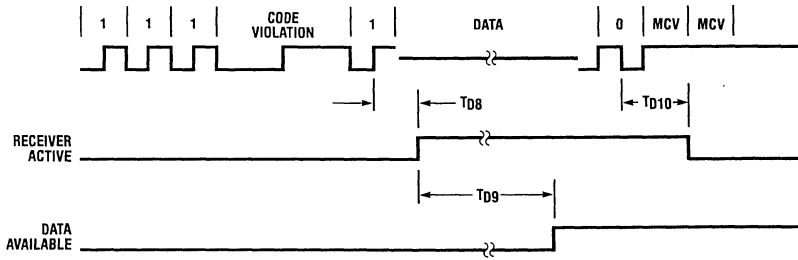 1 1 1 CODE VIOLATION 1 DATA 0 MCV MCV
TD8
TD10
RECEIVER
ACTIVE
TD9
DATA
AVAILABLE